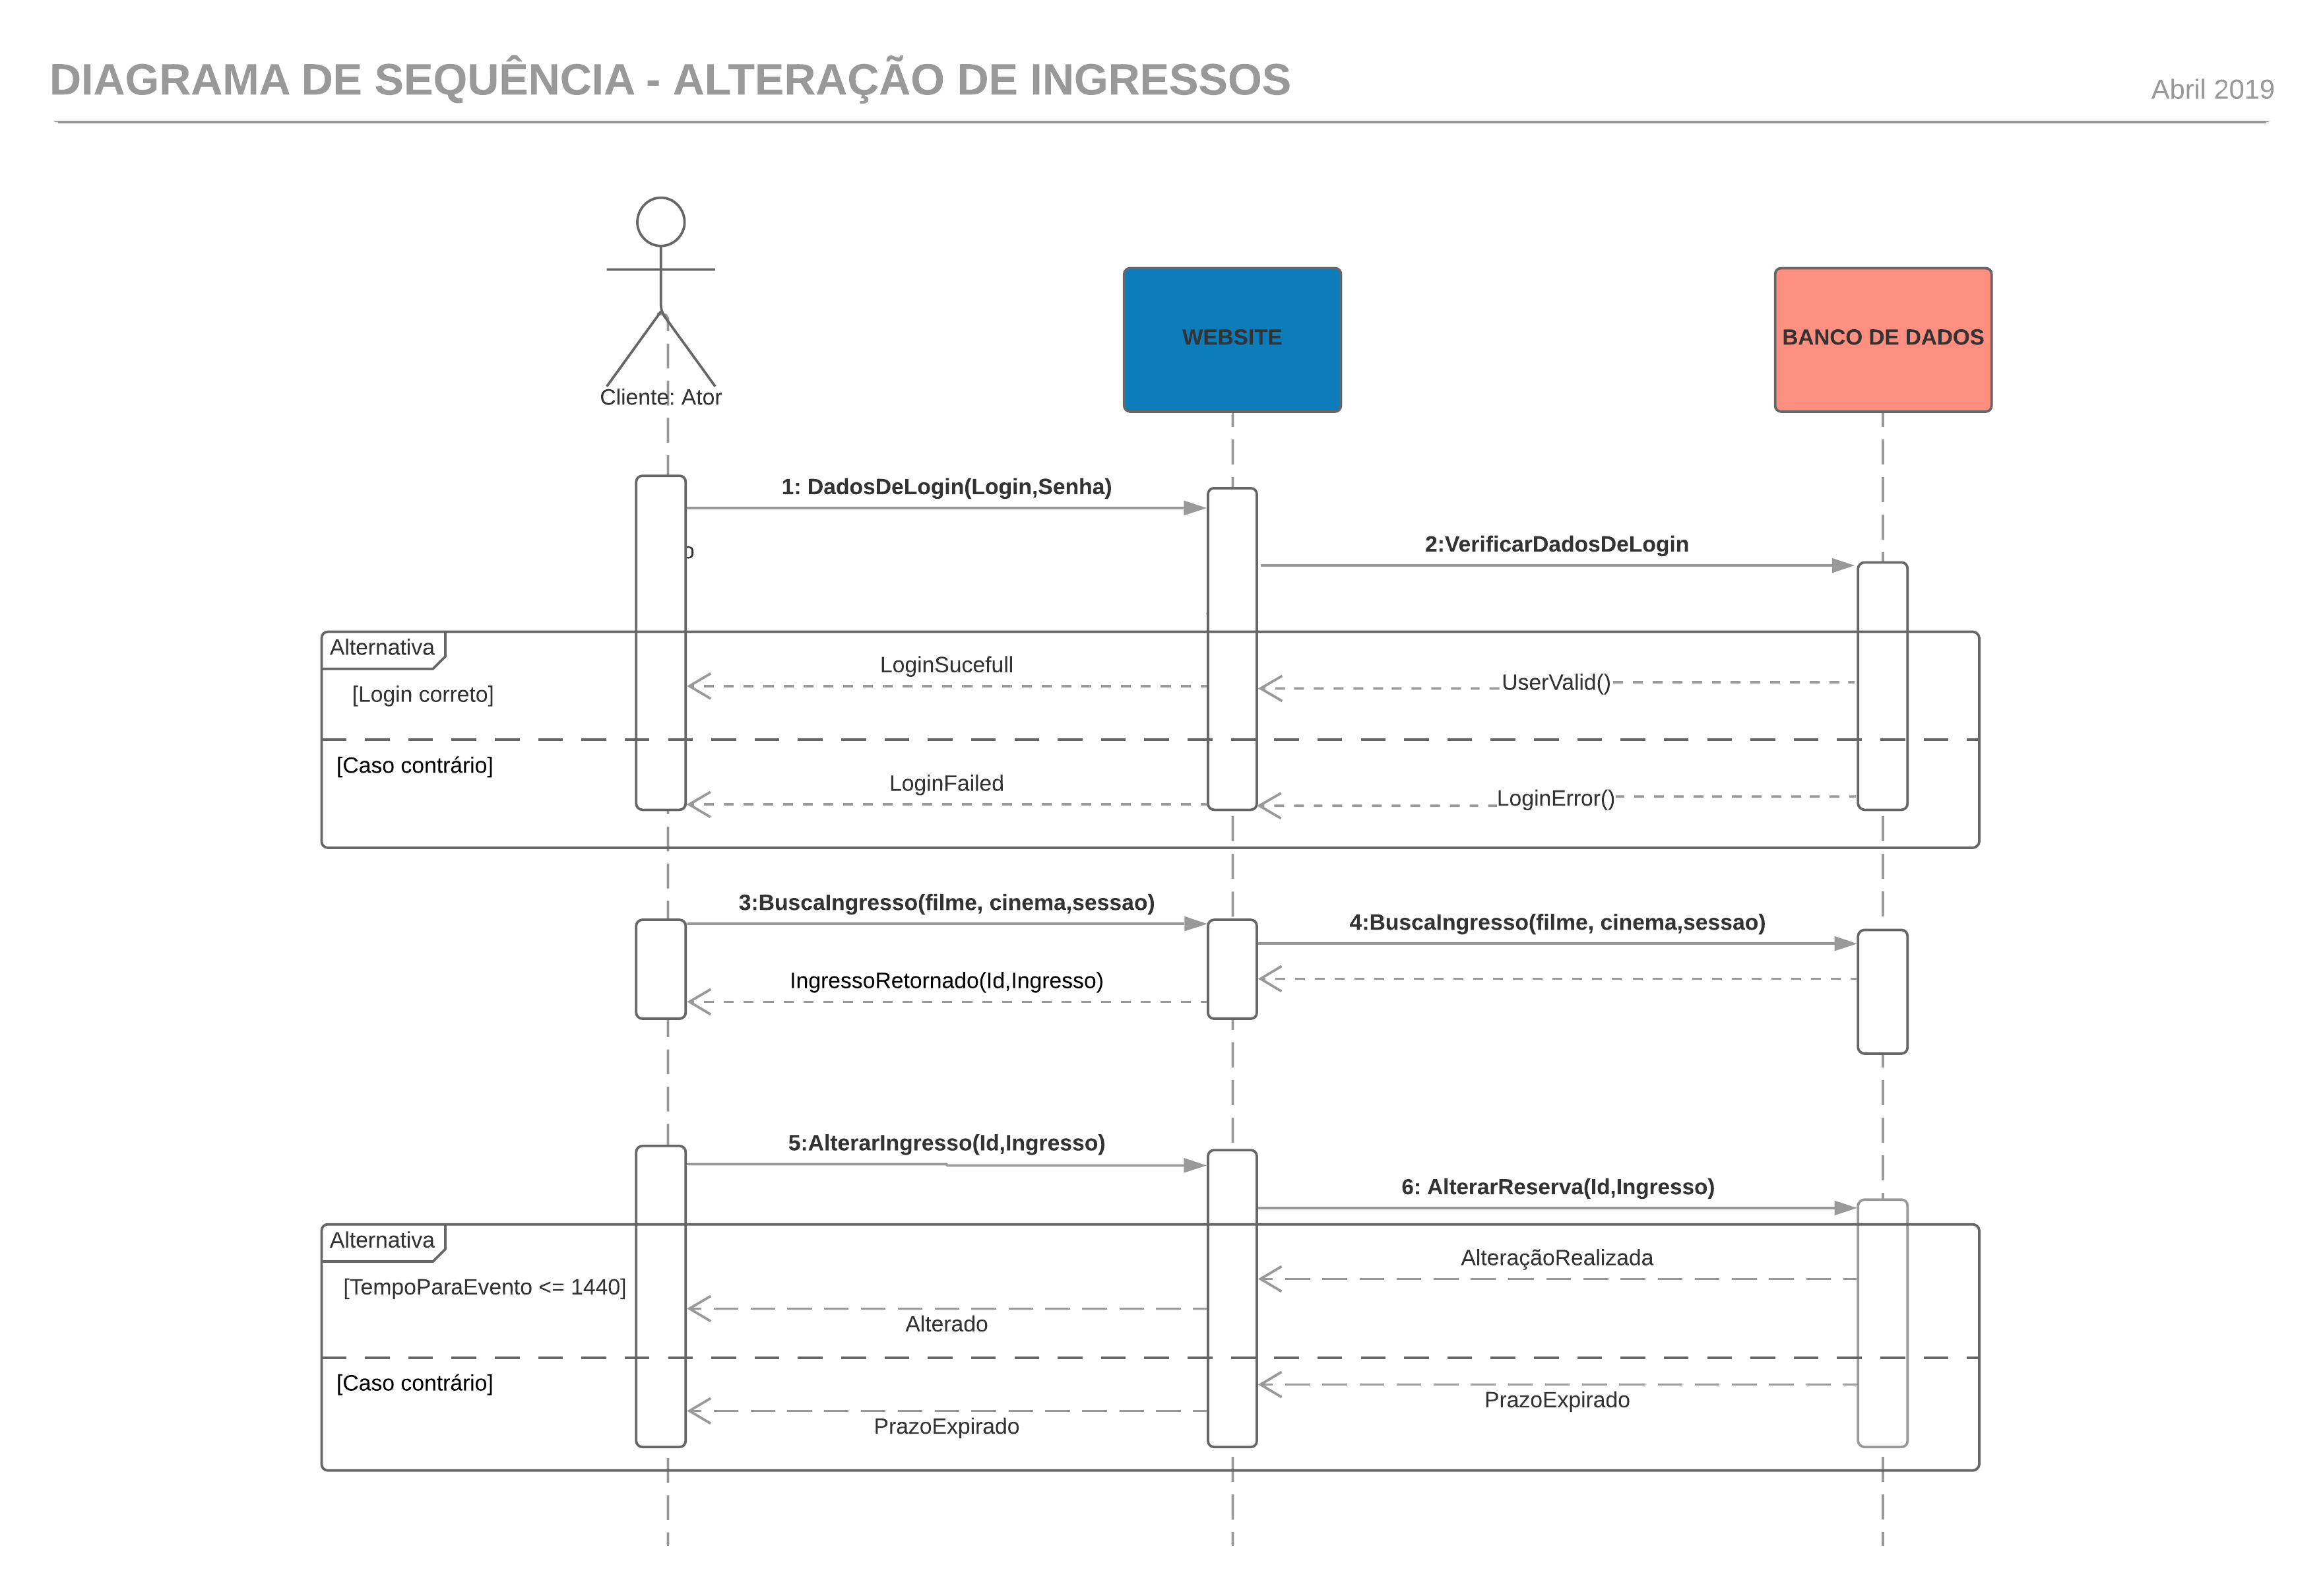 DIAGRAMA DE SEQUÊNCIA - ALTERAÇÃO DE INGRESSOS
Abril 2019
Cliente: Ator
WEBSITE
BANCO DE DADOS
1: DadosDeLogin(Login,Senha)
2:VerificarDadosDeLogin
Alternativa
[Login correto]
LoginSucefull
UserValid()
[Caso contrário]
LoginFailed
LoginError()
3:BuscaIngresso(filme, cinema,sessao)
4:BuscaIngresso(filme, cinema,sessao)
IngressoRetornado(Id,Ingresso)
5:AlterarIngresso(Id,Ingresso)
6: AlterarReserva(Id,Ingresso)
Alternativa
[TempoParaEvento <= 1440]
AlteraçãoRealizada
Alterado
[Caso contrário]
PrazoExpirado
PrazoExpirado